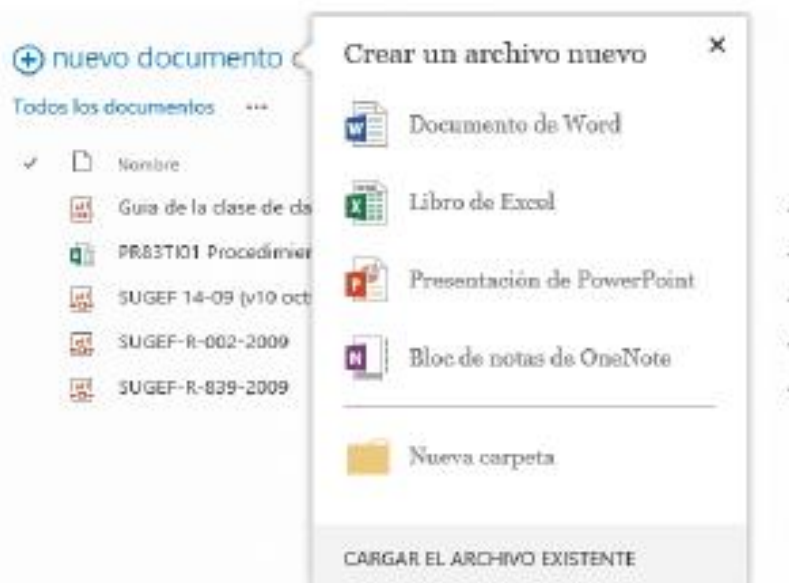 nuevo documento
Todos los documentos ...
Nombre
Guia de la clase de da
PR83TI01 Procedimier
SUGEF 14-09 (v10 oct
SUGEF-R-002-2009
SUGEF-R-839-2009
Crear un archivo nuevo
Documento de Word
Libro de Excel
Presentación de PowerPoint
Bloc de notas de OneNote
Nueva carpeta
CARGAR EL ARCHIVO EXISTENTE